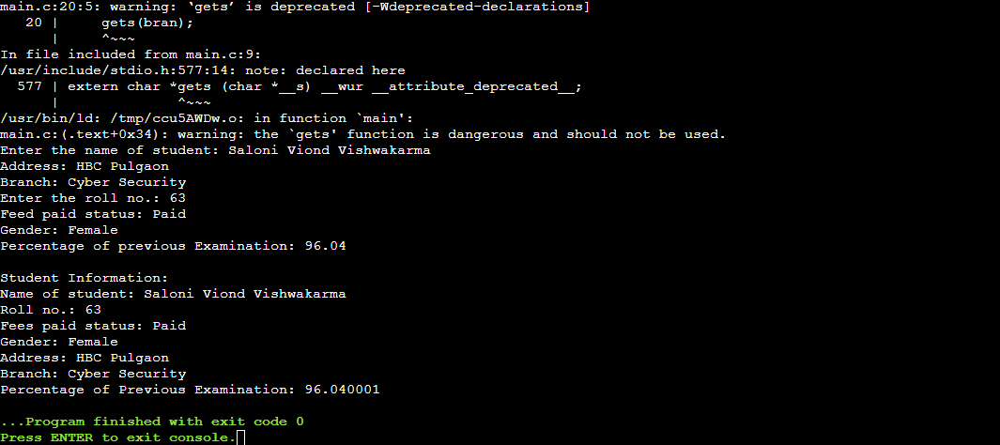 main.c:20:5: warning: ‘gets’ is deprecated [-Wdeprecated-declarations]
   20 |     gets(bran);
      |     ^~~~
In file included from main.c:9:
/usr/include/stdio.h:577:14: note: declared here
  577 | extern char *gets (char *__s) __wur __attribute_deprecated__;
      |              ^~~~
/usr/bin/ld: /tmp/ccu5AWDw.o: in function `main':
main.c:(.text+0x34): warning: the `gets' function is dangerous and should not be used.
Enter the name of student: Saloni Viond Vishwakarma
Address: HBC Pulgaon
Branch: Cyber Security
Enter the roll no.: 63
Feed paid status: Paid
Gender: Female
Percentage of previous Examination: 96.04

Student Information:
Name of student: Saloni Viond Vishwakarma
Roll no.: 63
Fees paid status: Paid
Gender: Female
Address: HBC Pulgaon
Branch: Cyber Security
Percentage of Previous Examination: 96.040001

...Program finished with exit code 0
Press ENTER to exit console.